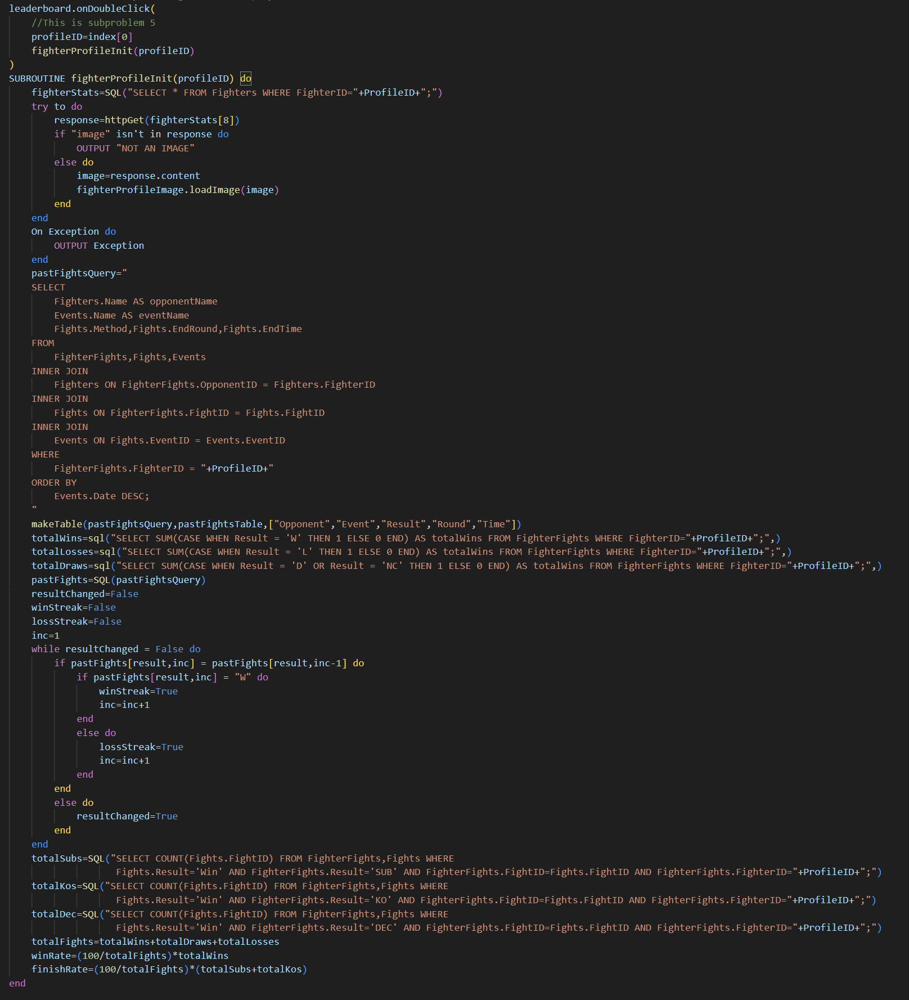 leaderboard.onDoubleClick(
    //This is subproblem 5
    profileID=index[0]
    fighterProfileInit(profileID)
)
SUBROUTINE fighterProfileInit(profileID) do
    fighterStats=SQL("SELECT * FROM Fighters WHERE FighterID="+ProfileID+";")
    try to do
        response=httpGet(fighterStats[8])
        if "image" isn't in response do
            OUTPUT "NOT AN IMAGE"
        else do
            image=response.content
            fighterProfileImage.loadImage(image)
        end
    end
    On Exception do
        OUTPUT Exception
    end
    pastFightsQuery="
    SELECT
        Fighters.Name AS opponentName
        Events.Name AS eventName
        Fights.Method,Fights.EndRound,Fights.EndTime
    FROM
        FighterFights,Fights,Events
    INNER JOIN
        Fighters ON FighterFights.OpponentID = Fighters.FighterID
    INNER JOIN
        Fights ON FighterFights.FightID = Fights.FightID
    INNER JOIN
        Events ON Fights.EventID = Events.EventID
    WHERE
        FighterFights.FighterID = "+ProfileID+"
    ORDER BY
        Events.Date DESC;
    "
    makeTable(pastFightsQuery,pastFightsTable,["Opponent","Event","Result","Round","Time"])
    totalWins=sql("SELECT SUM(CASE WHEN Result = 'W' THEN 1 ELSE 0 END) AS totalWins FROM FighterFights WHERE FighterID="+ProfileID+";",)
    totalLosses=sql("SELECT SUM(CASE WHEN Result = 'L' THEN 1 ELSE 0 END) AS totalWins FROM FighterFights WHERE FighterID="+ProfileID+";",)
    totalDraws=sql("SELECT SUM(CASE WHEN Result = 'D' OR Result = 'NC' THEN 1 ELSE 0 END) AS totalWins FROM FighterFights WHERE FighterID="+ProfileID+";",)
    pastFights=SQL(pastFightsQuery)
    resultChanged=False
    winStreak=False
    lossStreak=False
    inc=1
    while resultChanged = False do
        if pastFights[result,inc] = pastFights[result,inc-1] do
            if pastFights[result,inc] = "W" do
                winStreak=True
                inc=inc+1
            end
            else do
                lossStreak=True
                inc=inc+1
            end
        end
        else do
            resultChanged=True
        end
    end
    totalSubs=SQL("SELECT COUNT(Fights.FightID) FROM FighterFights,Fights WHERE
                   Fights.Result='Win' AND FighterFights.Result='SUB' AND FighterFights.FightID=Fights.FightID AND FighterFights.FighterID="+ProfileID+";")
    totalKos=SQL("SELECT COUNT(Fights.FightID) FROM FighterFights,Fights WHERE
                   Fights.Result='Win' AND FighterFights.Result='KO' AND FighterFights.FightID=Fights.FightID AND FighterFights.FighterID="+ProfileID+";")
    totalDec=SQL("SELECT COUNT(Fights.FightID) FROM FighterFights,Fights WHERE
                   Fights.Result='Win' AND FighterFights.Result='DEC' AND FighterFights.FightID=Fights.FightID AND FighterFights.FighterID="+ProfileID+";")
    totalFights=totalWins+totalDraws+totalLosses
    winRate=(100/totalFights)*totalWins
    finishRate=(100/totalFights)*(totalSubs+totalKos)
end